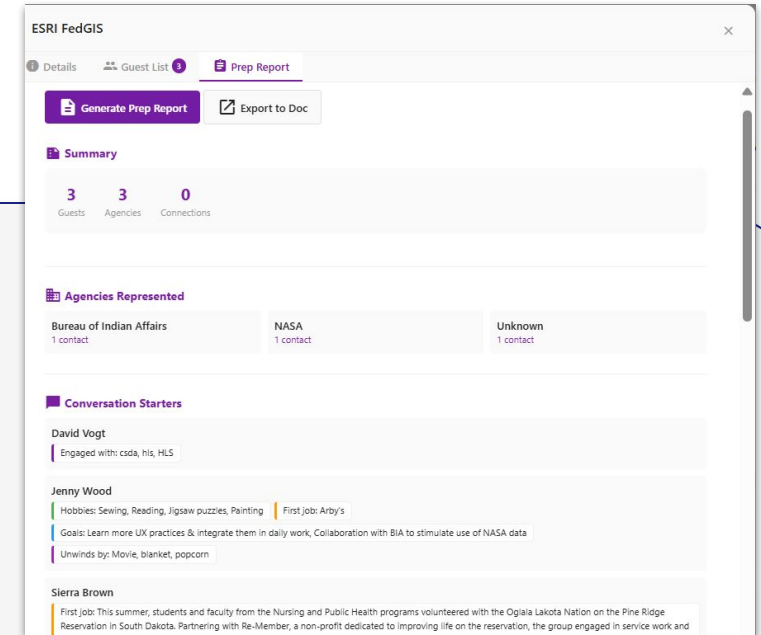 ESRI FedGIS
Details Guest List 3 Prep Report
Generate Prep Report Export to Doc
Summary
3 3 0
Guests Agencies Connections
Agencies Represented
Bureau of Indian Affairs NASA Unknown
1 contact 1 contact 1 contact
Conversation Starters
David Vogt
Engaged with: csda, hls, HLS
Jenny Wood
Hobbies: Sewing, Reading, Jigsaw puzzles, Painting First job: Arby's
Goals: Learn more UX practices & integrate them in daily work, Collaboration with BIA to stimulate use of NASA data
Unwinds by: Movie, blanket, popcorn
Sierra Brown
First job: This summer, students and faculty from the Nursing and Public Health programs volunteered with the Oglala Lakota Nation on the Pine Ridge
Reservation in South Dakota. Partnering with Re-Member, a non-profit dedicated to improving life on the reservation, the group engaged in service work and